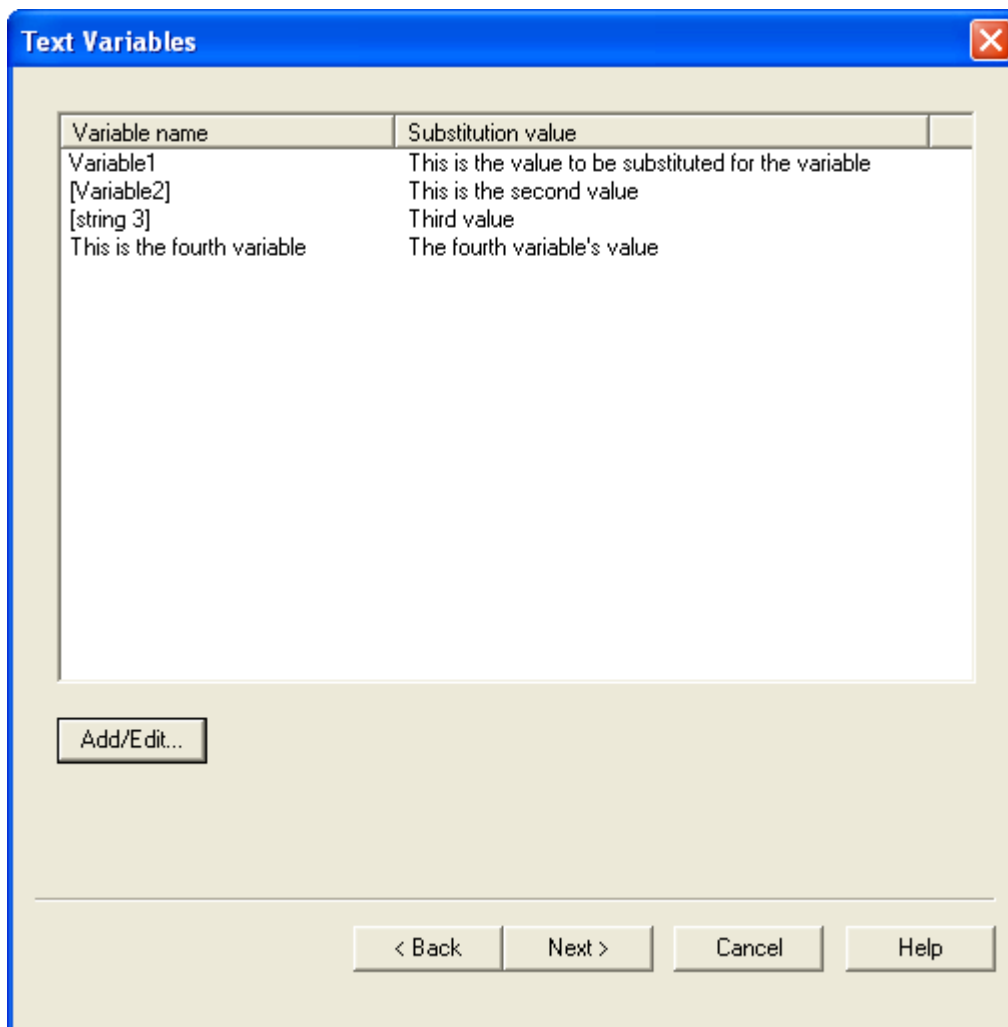 Text Variables
Variable name Substitution value
Variable1 This is the value to be substituted for the variable
[Variable2] This is the second value
[string 3] Third value
This is the fourth variable The fourth variable's value
Add/Edit...
< Back Next > Cancel Help